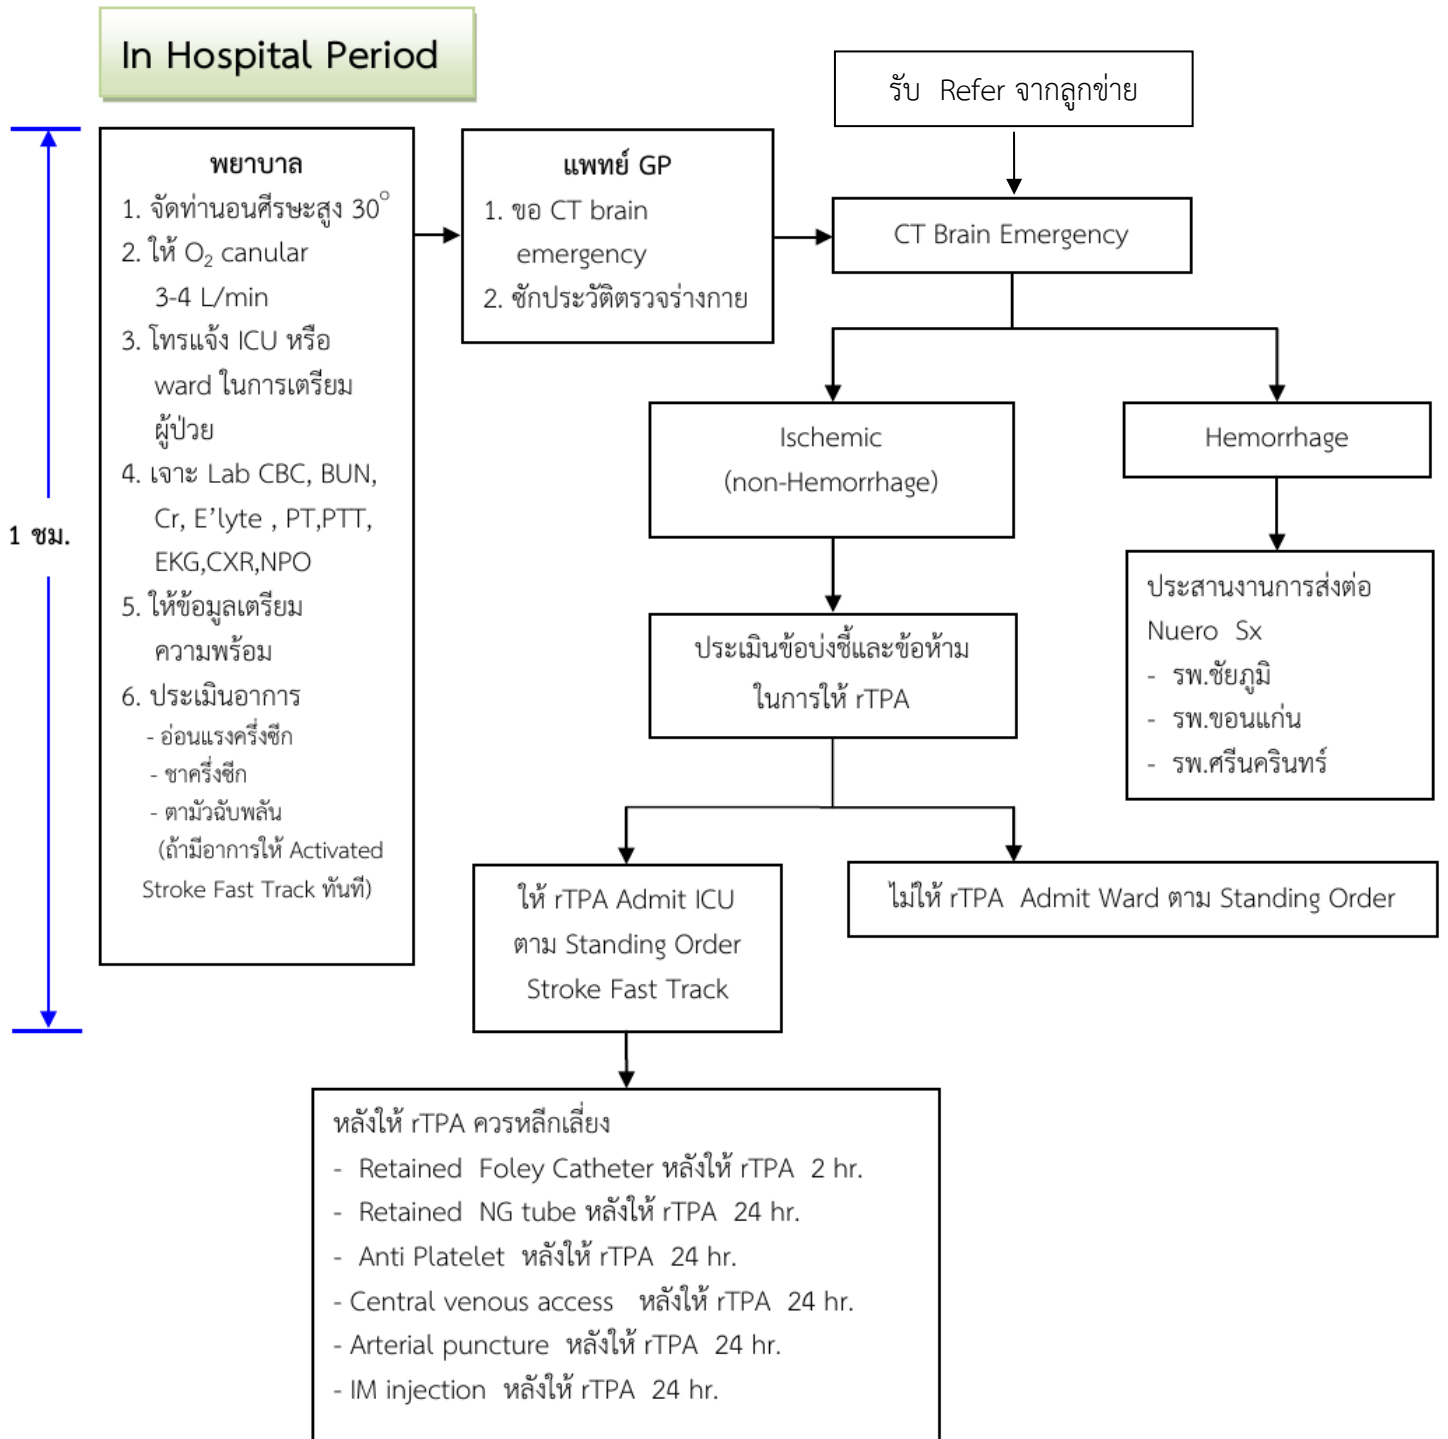 In Hospital Period
รับ Refer จากลูกข่าย
1 ชม.
พยาบาล
1. จัดท่านอนศีรษะสูง 30°
2. ให้ O₂ canular
3-4 L/min
3. โทรแจ้ง ICU หรือ
ward ในการเตรียม
ผู้ป่วย
4. เจาะ Lab CBC, BUN,
Cr, E'lyte , PT,PTT,
EKG,CXR,NPO
5. ให้ข้อมูลเตรียม
ความพร้อม
6. ประเมินอาการ
- อ่อนแรงครึ่งซีก
- ชาครึ่งซีก
- ตามัวฉับพลัน
(ถ้ามีอาการให้ Activated
Stroke Fast Track ทันที)
แพทย์ GP
1. ขอ CT brain
emergency
2. ซักประวัติตรวจร่างกาย
CT Brain Emergency
Ischemic
(non-Hemorrhage)
Hemorrhage
ประเมินข้อบ่งชี้และข้อห้าม
ในการให้ rTPA
ประสานงานการส่งต่อ
Nuero Sx
- รพ.ชัยภูมิ
- รพ.ขอนแก่น
- รพ.ศรีนครินทร์
ให้ rTPA Admit ICU
ตาม Standing Order
Stroke Fast Track
ไม่ให้ rTPA Admit Ward ตาม Standing Order
หลังให้ rTPA ควรหลีกเลี่ยง
- Retained Foley Catheter หลังให้ rTPA 2 hr.
- Retained NG tube หลังให้ rTPA 24 hr.
- Anti Platelet หลังให้ rTPA 24 hr.
- Central venous access หลังให้ rTPA 24 hr.
- Arterial puncture หลังให้ rTPA 24 hr.
- IM injection หลังให้ rTPA 24 hr.